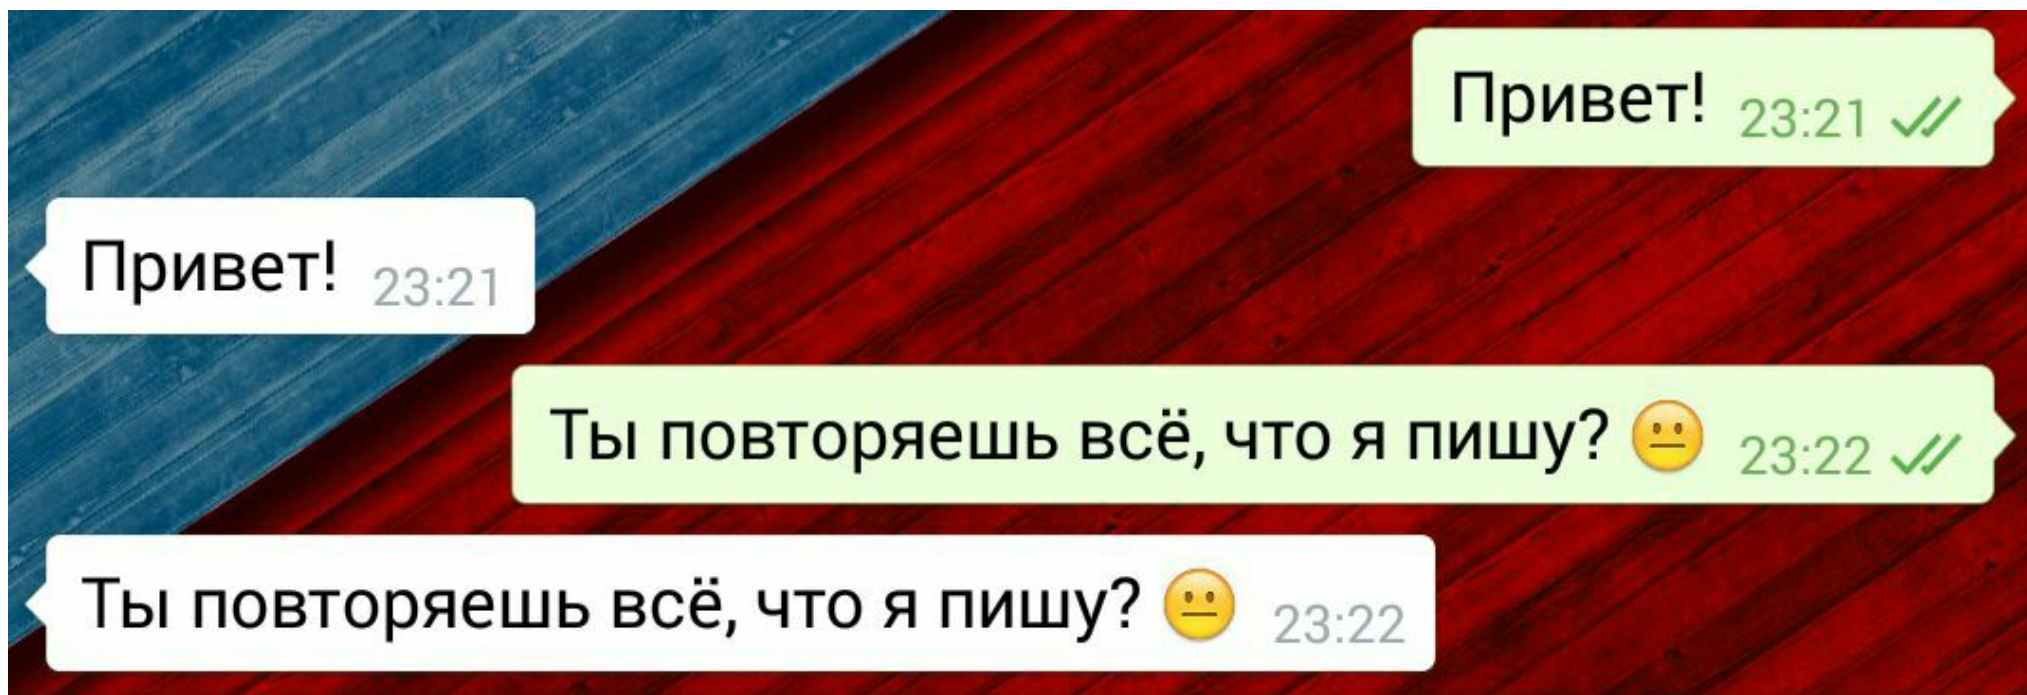 Привет! 23:21
Привет! 23:21
Ты повторяешь всё, что я пишу? 😐 23:22
Ты повторяешь всё, что я пишу? 😐 23:22